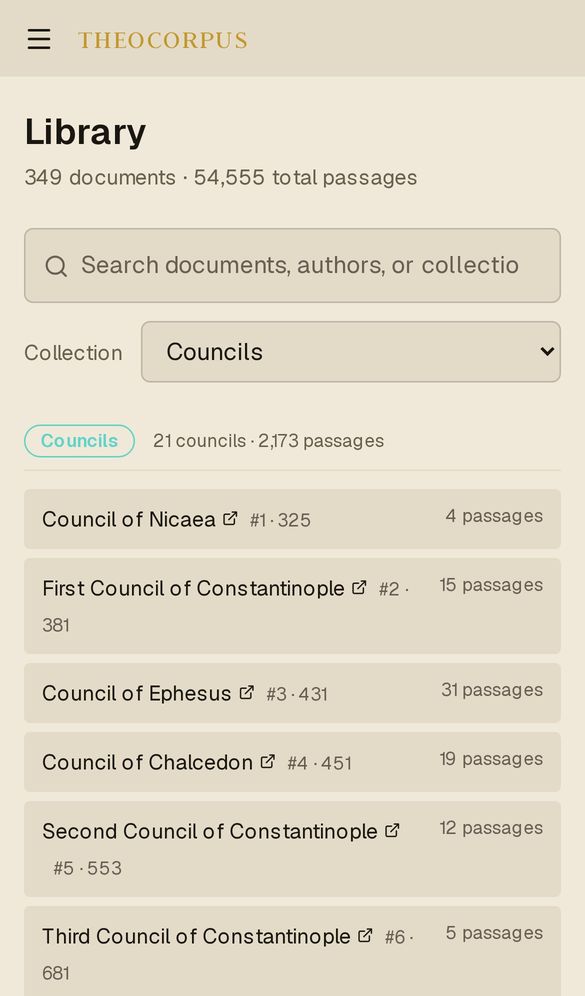 THEOCORPUS
Library
349 documents · 54,555 total passages
Search documents, authors, or collectio
Collection
Councils
Councils 21 councils · 2,173 passages
Council of Nicaea #1 · 325 4 passages
First Council of Constantinople #2 · 15 passages
381
Council of Ephesus #3 · 431 31 passages
Council of Chalcedon #4 · 451 19 passages
Second Council of Constantinople 12 passages
#5 · 553
Third Council of Constantinople #6 · 5 passages
681